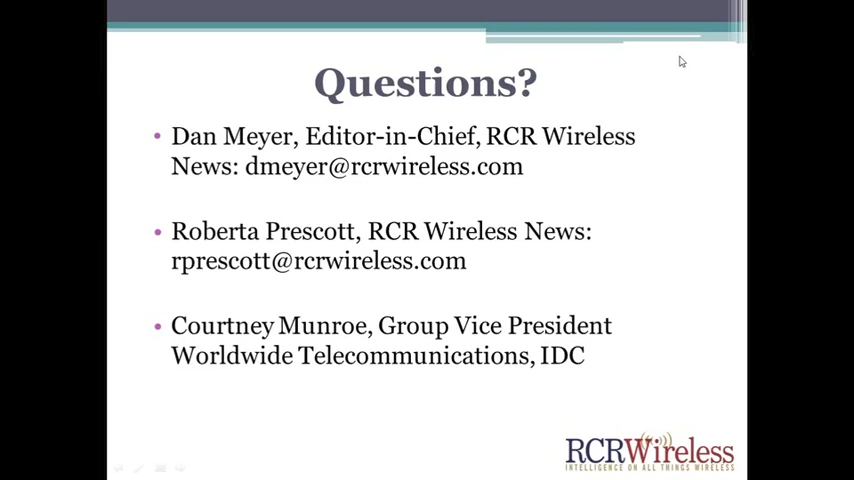 Questions?
• Dan Meyer, Editor-in-Chief, RCR Wireless
News: dmeyer@rcrwireless.com
• Roberta Prescott, RCR Wireless News:
rprescott@rcrwireless.com
• Courtney Munroe, Group Vice President
Worldwide Telecommunications, IDC
RCRWireless
INTELLIGENCE ON ALL THINGS WIRELESS